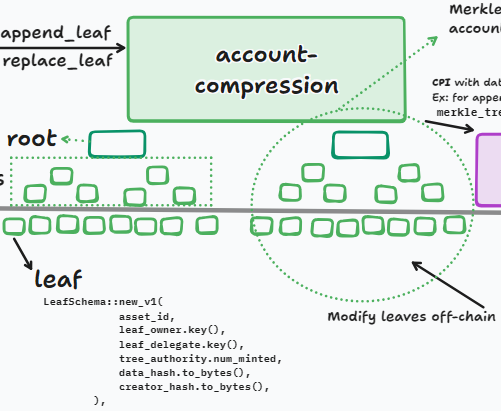 append_leaf
replace_leaf
account-
compression
Merkle
accoun
CPI with dat
Ex: for appen
merkle_tre
root
s
leaf
LeafSchema::new_v1(
asset_id,
leaf_owner.key(),
leaf_delegate.key(),
tree_authority.num_minted,
data_hash.to_bytes(),
creator_hash.to_bytes(),
),
Modify leaves off-chain